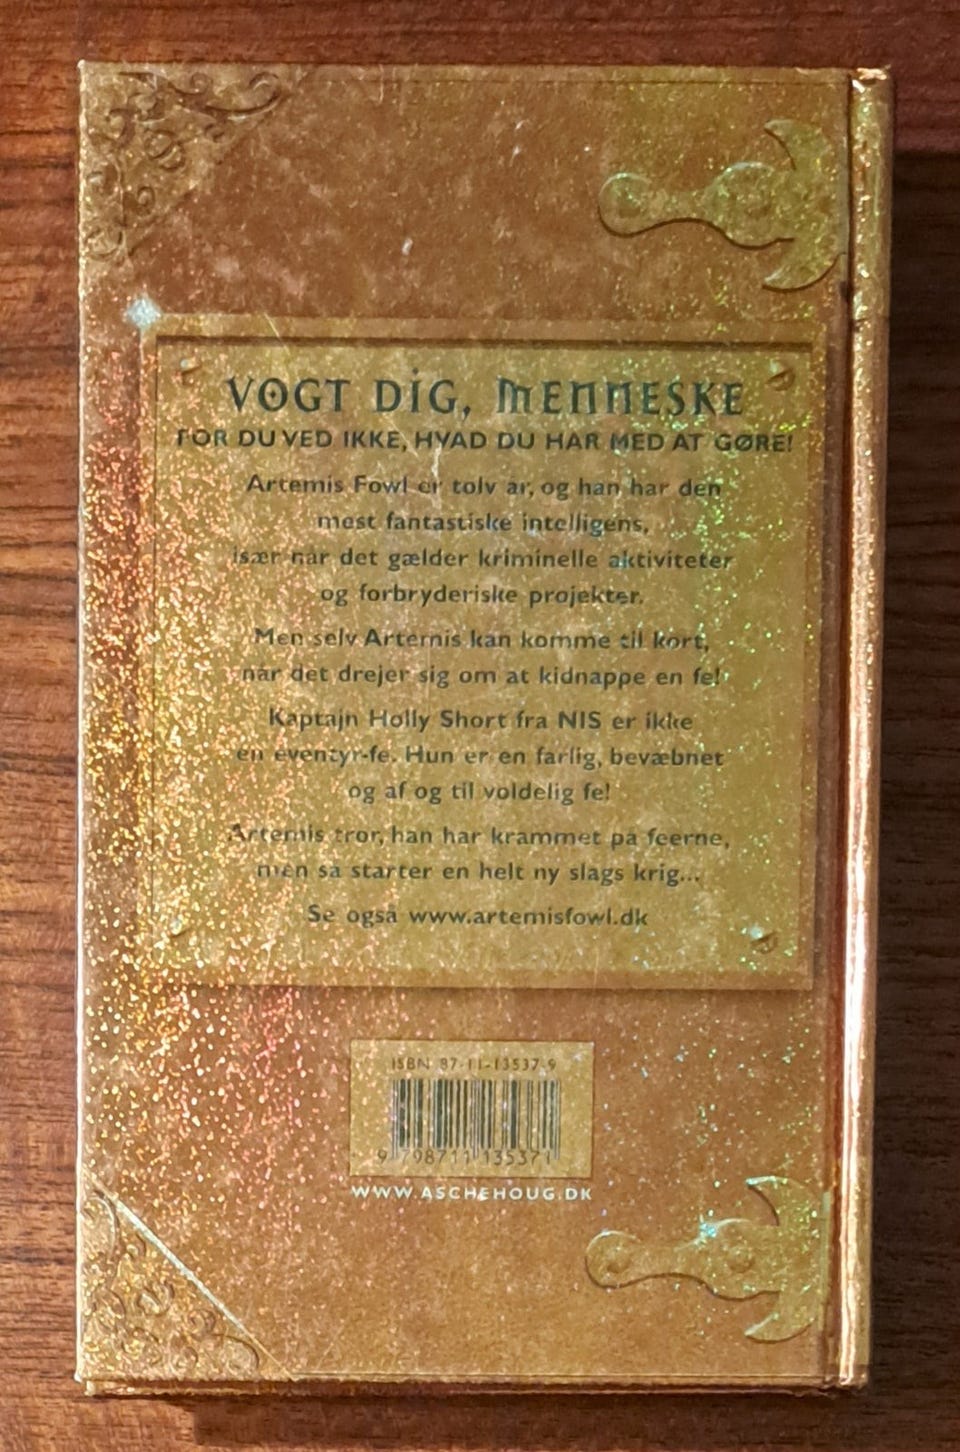 VOGT DIG, MENNESKE
FOR DU VED IKKE, HVAD DU HAR MED AT GØRE!
Artemis Fowl er tolv år, og han har den
mest fantastiske intelligens,
især når det gælder kriminelle aktiviteter
og forbryderiske projekter.
Men selv Artemis kan komme til kort,
når det drejer sig om at kidnappe en fe!
Kaptajn Holly Short fra NIS er ikke
en eventyr-fe. Hun er en farlig, bevæbnet
og af og til voldelig fe!
Artemis tror, han har krammet på feerne,
men så starter en helt ny slags krig...
Se også www.artemisfowl.dk
ISBN 87-11-13537-9
9 798711 135371
WWW.ASCHEHOUG.DK